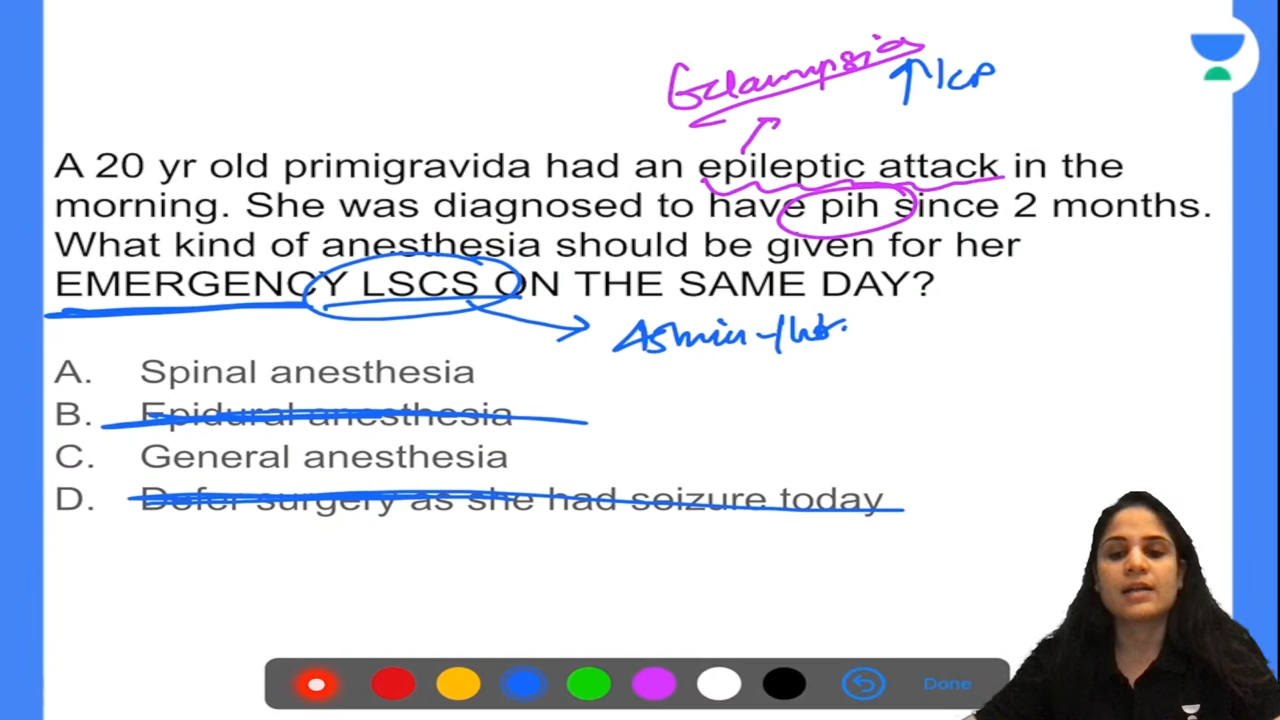 Eclampsia
↑ ICP
A 20 yr old primigravida had an epileptic attack in the
morning. She was diagnosed to have pih since 2 months.
What kind of anesthesia should be given for her
EMERGENCY LSCS ON THE SAME DAY?
A. Spinal anesthesia
B. Epidural anesthesia
C. General anesthesia
D. Defer surgery as she had seizure today
Done